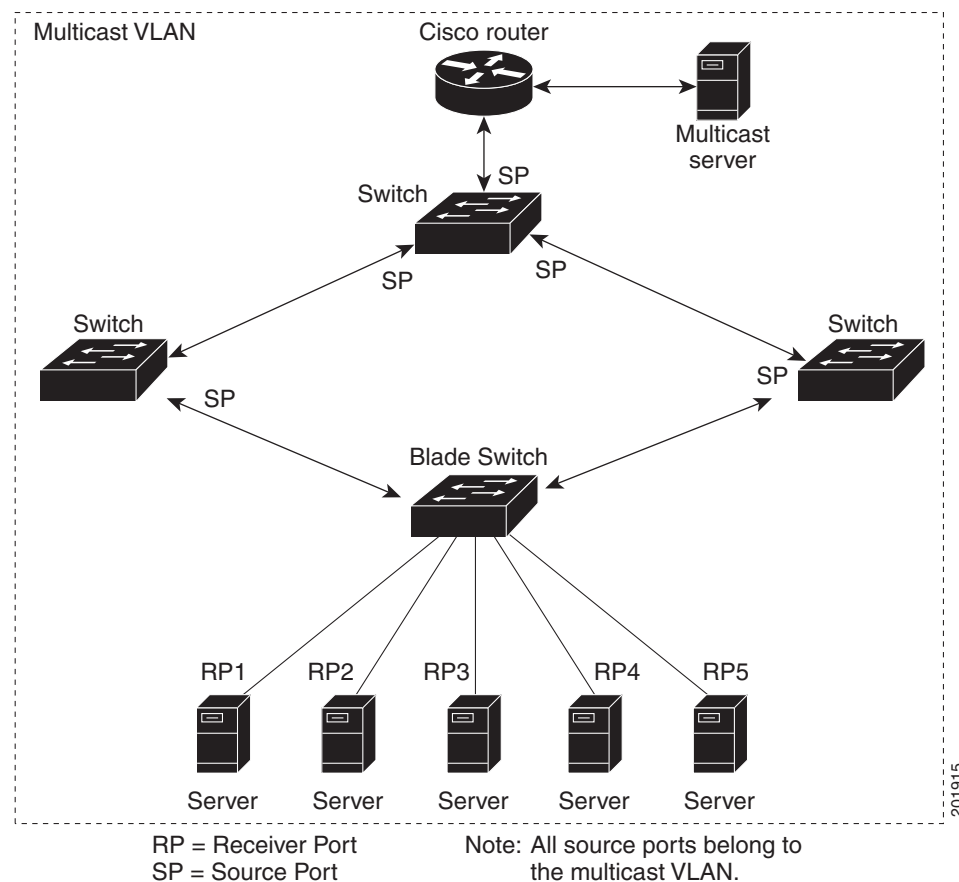 Multicast VLAN
Cisco router
Multicast
server
SP
Switch
SP
SP
Switch
Switch
SP
SP
Blade Switch
RP1
RP2
RP3
RP4
RP5
Server
Server
Server
Server
Server
201915
RP = Receiver Port
SP = Source Port
Note: All source ports belong to
the multicast VLAN.